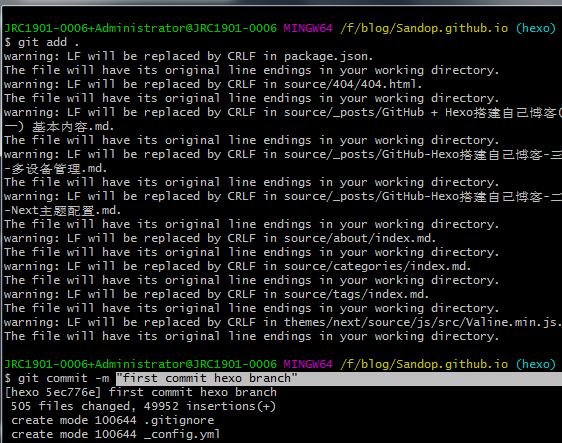 JRC1901-0006+Administrator@JRC1901-0006 MINGW64 /f/blog/Sandop.github.io (hexo)
$ git add .
warning: LF will be replaced by CRLF in package.json.
The file will have its original line endings in your working directory.
warning: LF will be replaced by CRLF in source/404/404.html.
The file will have its original line endings in your working directory.
warning: LF will be replaced by CRLF in source/_posts/GitHub + Hexo搭建自己博客(
一) 基本内容.md.
The file will have its original line endings in your working directory.
warning: LF will be replaced by CRLF in source/_posts/GitHub-Hexo搭建自己博客-三
-多设备管理.md.
The file will have its original line endings in your working directory.
warning: LF will be replaced by CRLF in source/_posts/GitHub-Hexo搭建自己博客-二
-Next主题配置.md.
The file will have its original line endings in your working directory.
warning: LF will be replaced by CRLF in source/about/index.md.
The file will have its original line endings in your working directory.
warning: LF will be replaced by CRLF in source/categories/index.md.
The file will have its original line endings in your working directory.
warning: LF will be replaced by CRLF in source/tags/index.md.
The file will have its original line endings in your working directory.
warning: LF will be replaced by CRLF in themes/next/source/js/src/Valine.min.js.
The file will have its original line endings in your working directory.
JRC1901-0006+Administrator@JRC1901-0006 MINGW64 /f/blog/Sandop.github.io (hexo)
$ git commit -m "first commit hexo branch"
[hexo 5ec776e] first commit hexo branch
505 files changed, 49952 insertions(+)
create mode 100644 .gitignore
create mode 100644 _config.yml